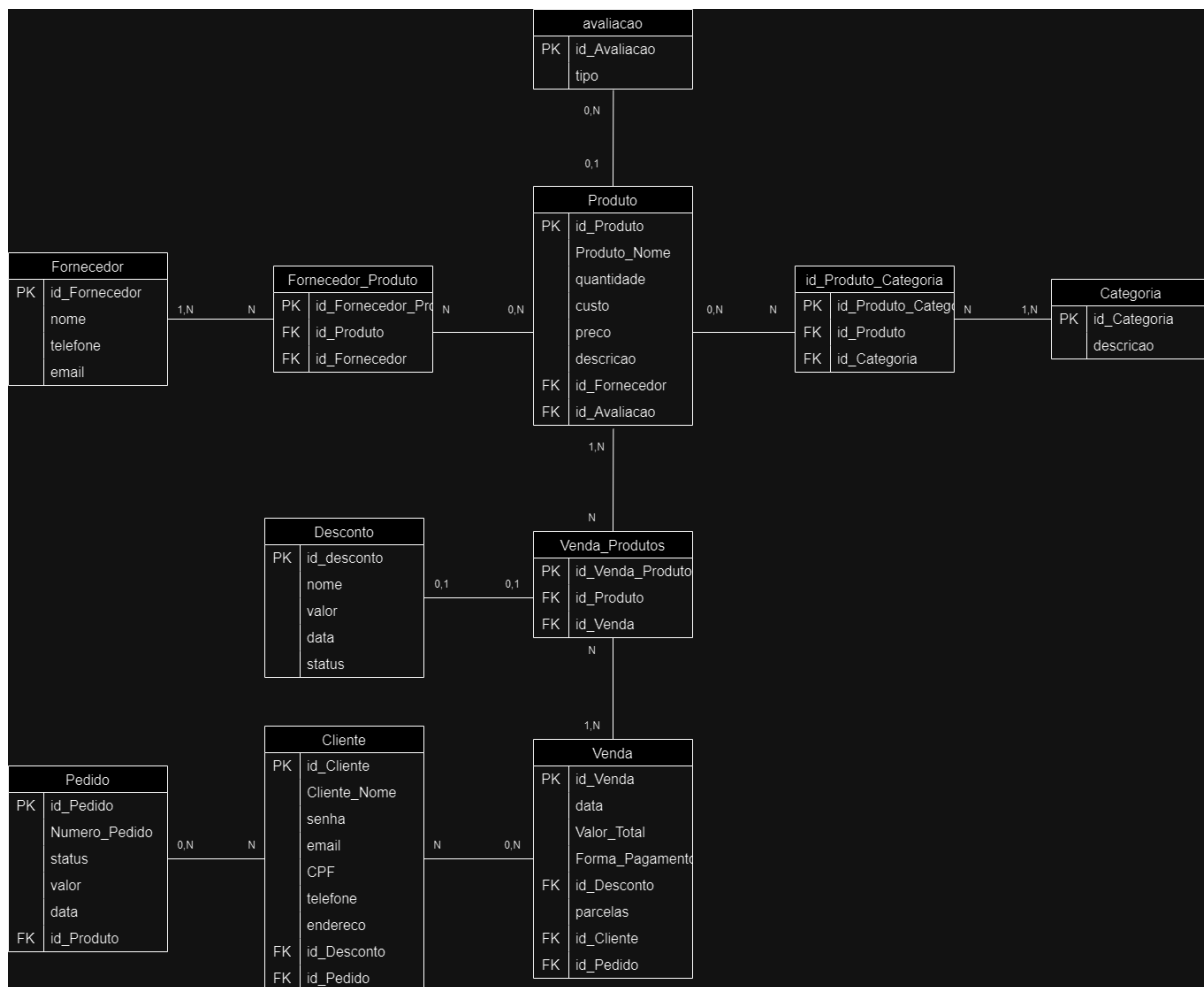 avaliacao
PK id_Avaliacao
tipo
0,N
0,1
Produto
PK id_Produto
Produto_Nome
quantidade
custo
preco
descricao
FK id_Fornecedor
FK id_Avaliacao
Fornecedor
PK id_Fornecedor
nome
telefone
email
1,N N
Fornecedor_Produto
PK id_Fornecedor_Pro
FK id_Produto
FK id_Fornecedor
N 0,N
0,N N
id_Produto_Categoria
PK id_Produto_Catego
FK id_Produto
FK id_Categoria
N 1,N
Categoria
PK id_Categoria
descricao
1,N
N
Desconto
PK id_desconto
nome
valor
data
status
0,1 0,1
Venda_Produtos
PK id_Venda_Produto
FK id_Produto
FK id_Venda
N
1,N
Pedido
PK id_Pedido
Numero_Pedido
status
valor
data
FK id_Produto
0,N N
Cliente
PK id_Cliente
Cliente_Nome
senha
email
CPF
telefone
endereco
FK id_Desconto
FK id_Pedido
N 0,N
Venda
PK id_Venda
data
Valor_Total
Forma_Pagamento
FK id_Desconto
parcelas
FK id_Cliente
FK id_Pedido